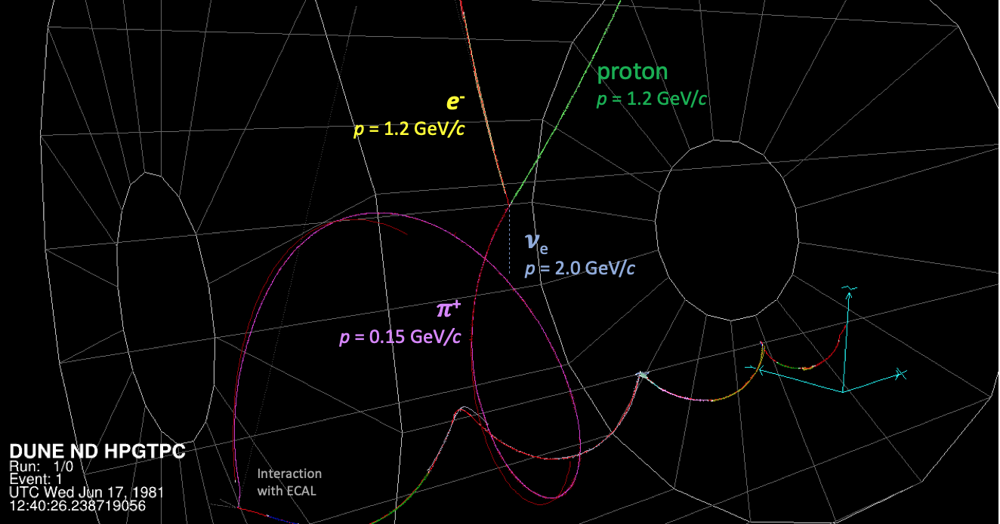 proton
p = 1.2 GeV/c
e-
p = 1.2 GeV/c
νe
p = 2.0 GeV/c
π+
p = 0.15 GeV/c
Interaction
with ECAL
DUNE ND HPGTPC
Run: 1/0
Event: 1
UTC Wed Jun 17, 1981
12:40:26.238719056